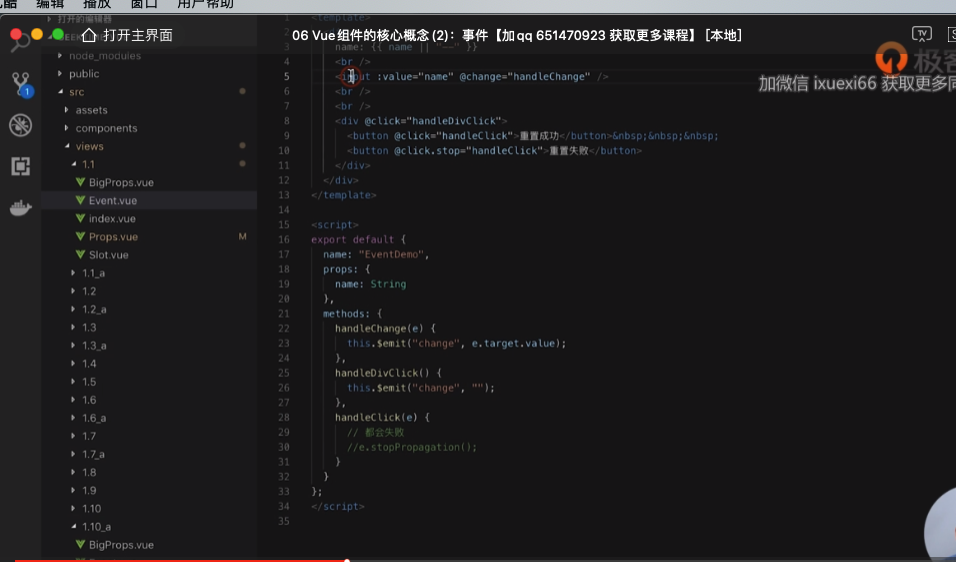 编辑 播放 窗口 用户帮助
打开主界面
06 Vue组件的核心概念(2)：事件【加qq 651470923 获取更多课程】 [本地]
极客
加微信 ixuexi66 获取更多同
打开的编辑器
node_modules
public
src
assets
components
views
1.1
BigProps.vue
Event.vue
index.vue
Props.vue M
Slot.vue
1.1_a
1.2
1.2_a
1.3
1.3_a
1.4
1.5
1.6
1.6_a
1.7
1.7_a
1.8
1.9
1.10
1.10_a
BigProps.vue
1 <template>
3 name: {{ name || "--" }}
4 <br />
5 <input :value="name" @change="handleChange" />
6 <br />
7 <br />
8 <div @click="handleDivClick">
9 <button @click="handleClick">重置成功</button>&nbsp;&nbsp;&nbsp;
10 <button @click.stop="handleClick">重置失败</button>
11 </div>
12 </div>
13 </template>
14
15 <script>
16 export default {
17 name: "EventDemo",
18 props: {
19 name: String
20 },
21 methods: {
22 handleChange(e) {
23 this.$emit("change", e.target.value);
24 },
25 handleDivClick() {
26 this.$emit("change", "");
27 },
28 handleClick(e) {
29 // 都会失败
30 //e.stopPropagation();
31 }
32 }
33 };
34 </script>
35